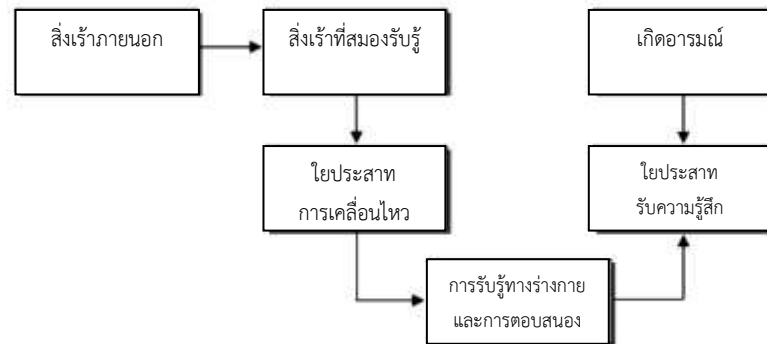 สิ่งเร้าภายนอก
สิ่งเร้าที่สมองรับรู้
เกิดอารมณ์
ใยประสาท
การเคลื่อนไหว
ใยประสาท
รับความรู้สึก
การรับรู้ทางร่างกาย
และการตอบสนอง